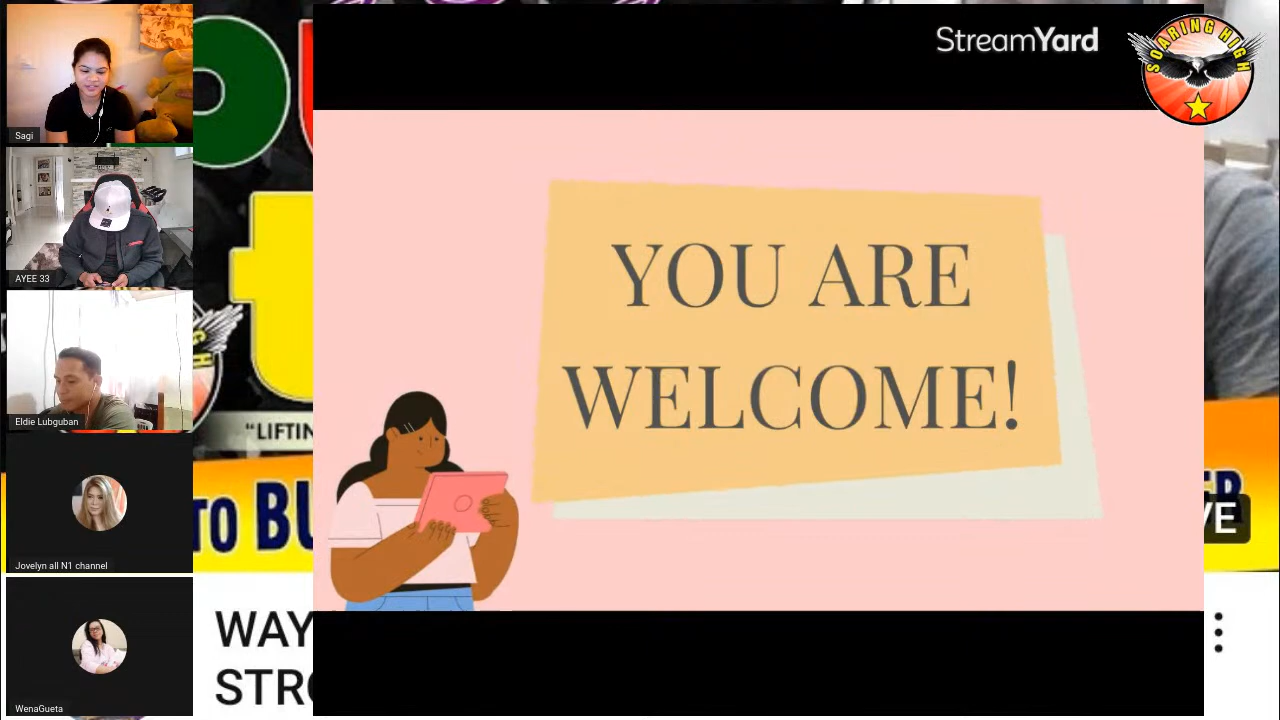 Sagi
AYEE 33
Eldie Lubguban
Jovelyn all N1 channel
WenaGueta
StreamYard
SOARING HIGH
YOU ARE
WELCOME!
"LIFTIN
TO BU
WAY
STR